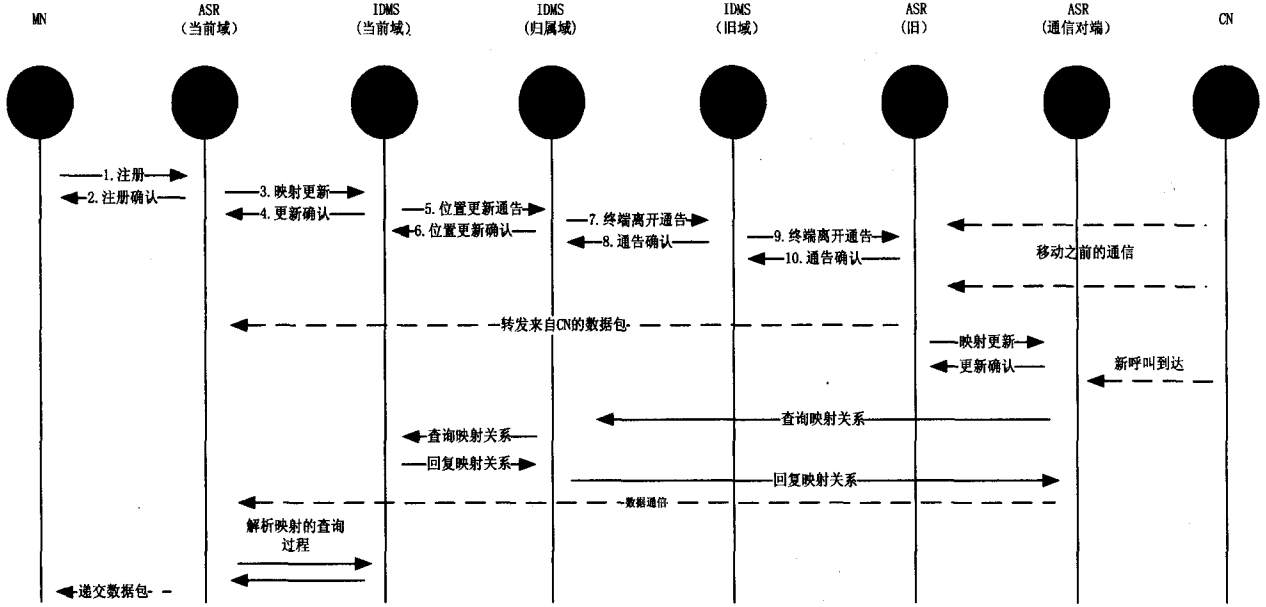 MN
ASR
(当前域)
IDMS
(当前域)
IDMS
(归属域)
IDMS
(旧域)
ASR
(旧)
ASR
(通信对端)
CN
1.注册
2.注册确认
3.映射更新
4.更新确认
5.位置更新通告
6.位置更新确认
7.终端离开通告
8.通告确认
9.终端离开通告
10.通告确认
移动之前的通信
转发来自CN的数据包
映射更新
更新确认
新呼叫到达
查询映射关系
查询映射关系
回复映射关系
回复映射关系
数据通信
解析映射的查询
过程
递交数据包